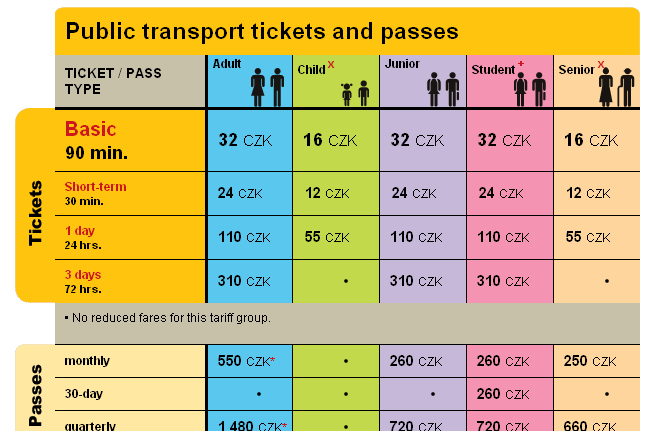 Public transport tickets and passes
TICKET / PASS TYPE Adult Child x Junior Student + Senior x
Tickets
Basic 90 min. 32 CZK 16 CZK 32 CZK 32 CZK 16 CZK
Short-term 30 min. 24 CZK 12 CZK 24 CZK 24 CZK 12 CZK
1 day 24 hrs. 110 CZK 55 CZK 110 CZK 110 CZK 55 CZK
3 days 72 hrs. 310 CZK • 310 CZK 310 CZK •
• No reduced fares for this tariff group.
Passes
monthly 550 CZK* • 260 CZK 260 CZK 250 CZK
30-day • • • 260 CZK •
quarterly 1 480 CZK* • 720 CZK 720 CZK 660 CZK